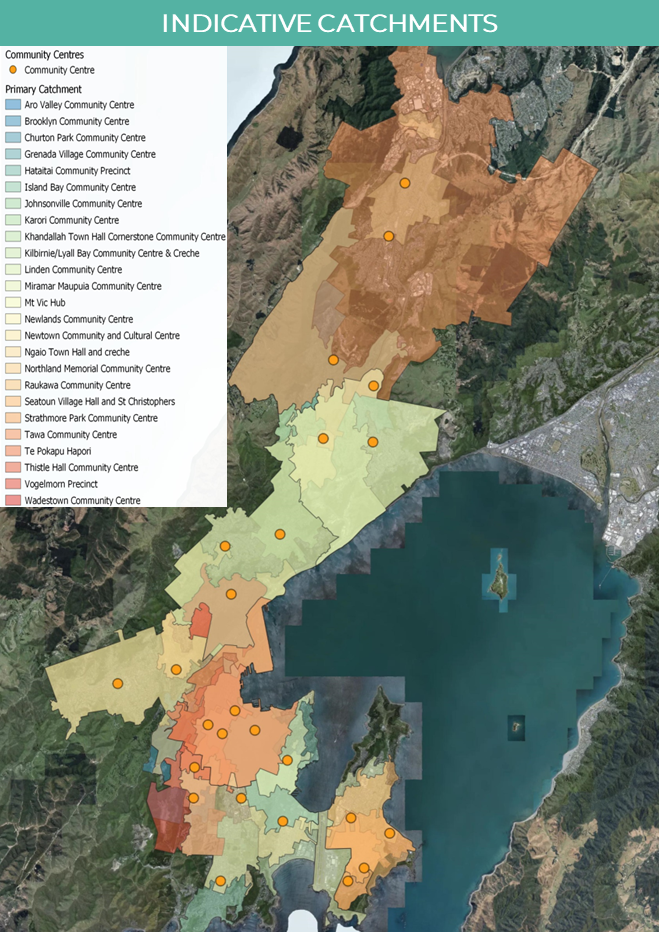 INDICATIVE CATCHMENTS
Community Centres
Community Centre
Primary Catchment
Aro Valley Community Centre
Brooklyn Community Centre
Churton Park Community Centre
Grenada Village Community Centre
Hataitai Community Precinct
Island Bay Community Centre
Johnsonville Community Centre
Karori Community Centre
Khandallah Town Hall Cornerstone Community Centre
Kilbirnie/Lyall Bay Community Centre & Creche
Linden Community Centre
Miramar Maupuia Community Centre
Mt Vic Hub
Newlands Community Centre
Newtown Community and Cultural Centre
Ngaio Town Hall and creche
Northland Memorial Community Centre
Raukawa Community Centre
Seatoun Village Hall and St Christophers
Strathmore Park Community Centre
Tawa Community Centre
Te Pokapu Hapori
Thistle Hall Community Centre
Vogelmorn Precinct
Wadestown Community Centre